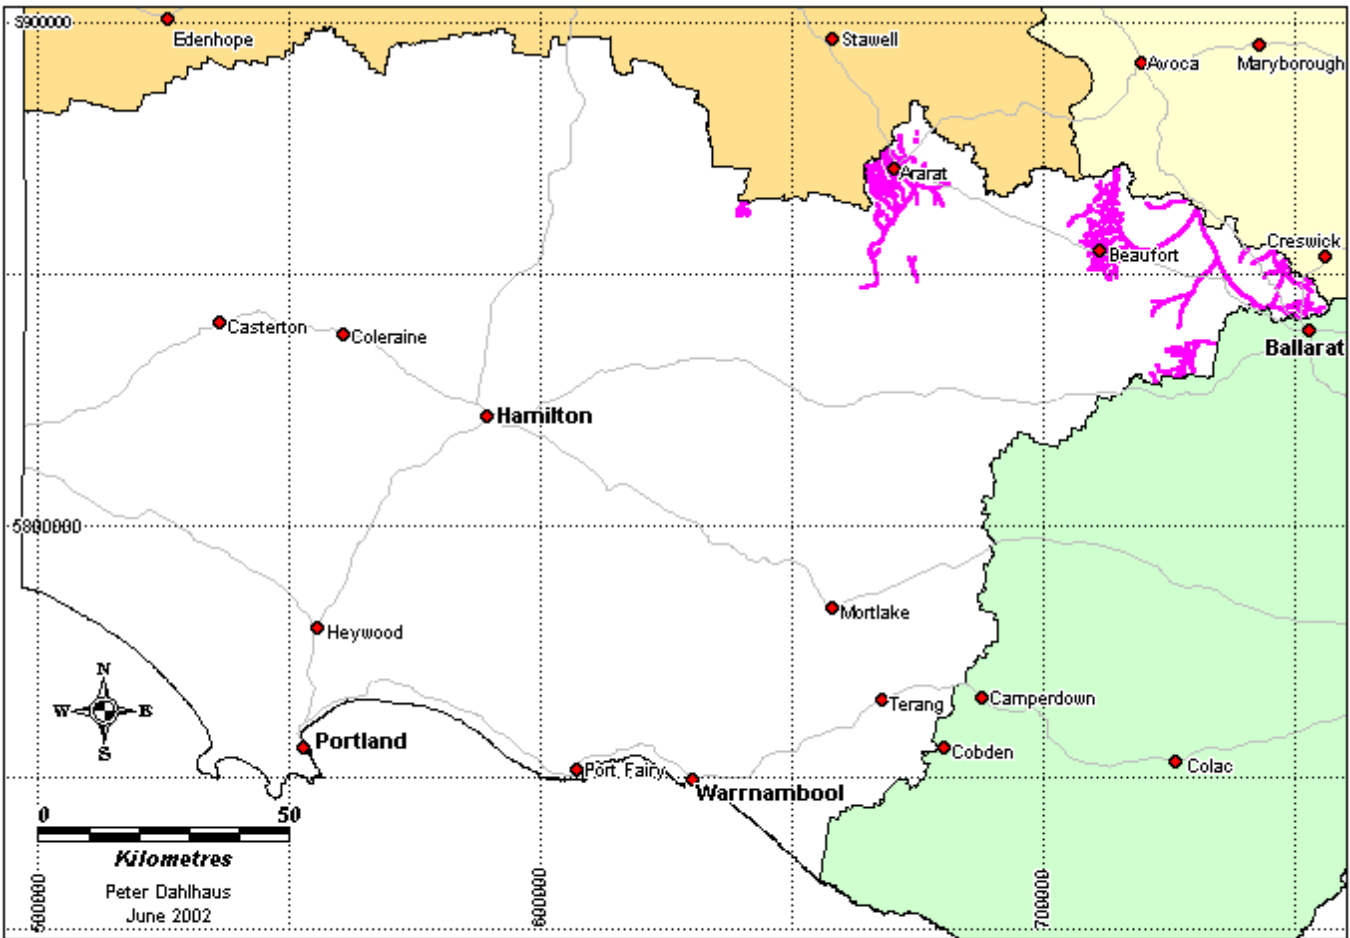 5900000
Edenhope
Stawell
Avoca
Maryborough
Ararat
Creswick
Beaufort
Casterton
Coleraine
Ballarat
Hamilton
5800000
Mortlake
Heywood
N
W E
S
Terang
Camperdown
Portland
Cobden
Port Fairy
Colac
Warrnambool
0 50
Kilometres
Peter Dahlhaus
June 2002
500000
600000
700000